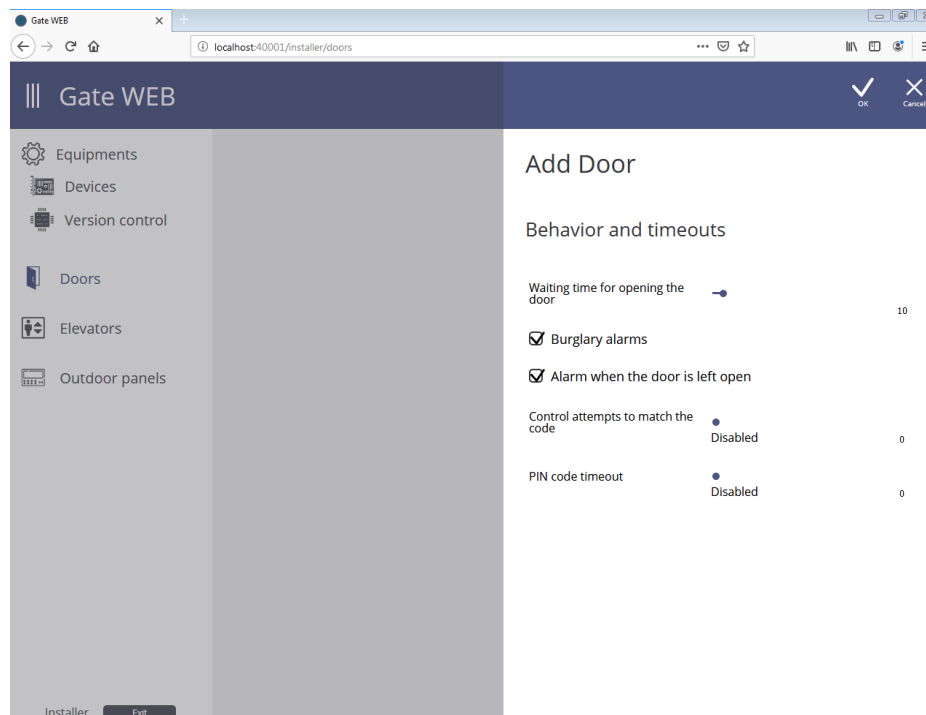 Gate WEB
localhost:40001/installer/doors
Gate WEB
OK
Cancel
Equipments
Devices
Version control
Doors
Elevators
Outdoor panels
Installer
Exit
Add Door
Behavior and timeouts
Waiting time for opening the
door
10
Burglary alarms
Alarm when the door is left open
Control attempts to match the
code
Disabled
0
PIN code timeout
Disabled
0